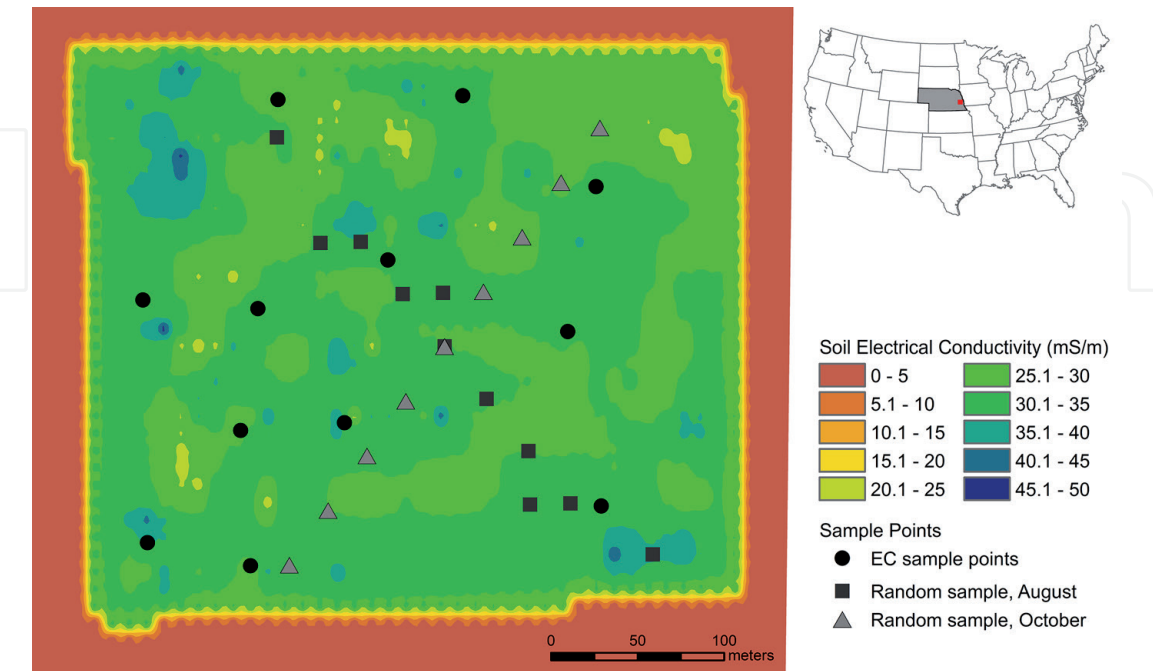 Soil Electrical Conductivity (mS/m)
0 - 5
5.1 - 10
10.1 - 15
15.1 - 20
20.1 - 25
25.1 - 30
30.1 - 35
35.1 - 40
40.1 - 45
45.1 - 50
Sample Points
EC sample points
Random sample, August
Random sample, October
0 50 100
meters